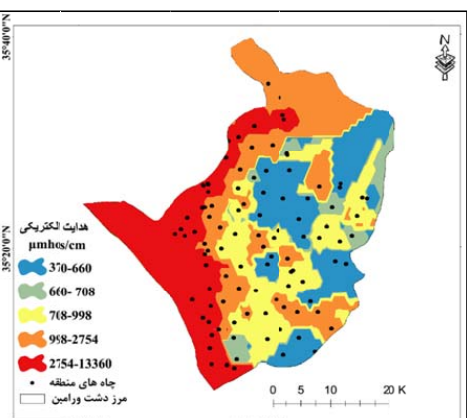 35°40'0"N
N
35°20'0"N
هدایت الکتریکی
µmhos/cm
370-660
660- 708
708-998
998-2754
2754-13360
چاه های منطقه
مرز دشت ورامین
0 5 10 20 K